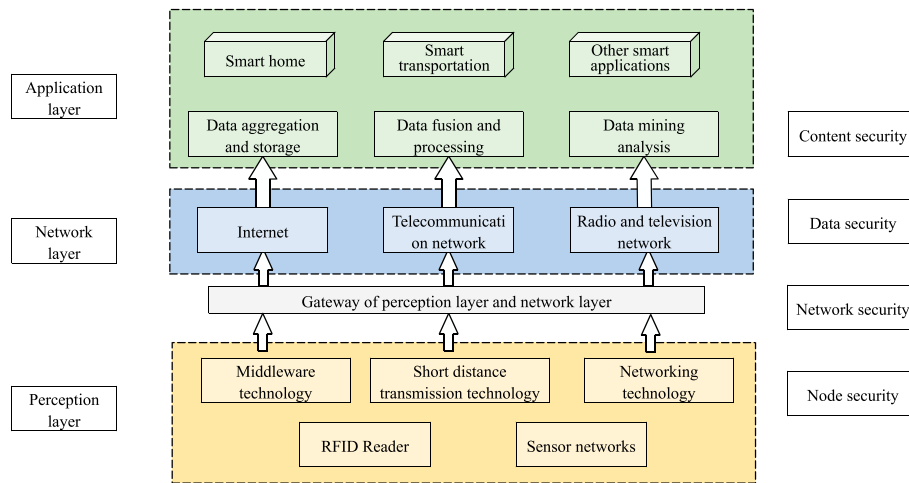 Smart home
Smart
transportation
Other smart
applications
Application
layer
Data aggregation
and storage
Data fusion and
processing
Data mining
analysis
Content security
Network
layer
Internet
Telecommunicati
on network
Radio and television
network
Data security
Gateway of perception layer and network layer
Network security
Perception
layer
Middleware
technology
Short distance
transmission technology
Networking
technology
Node security
RFID Reader
Sensor networks